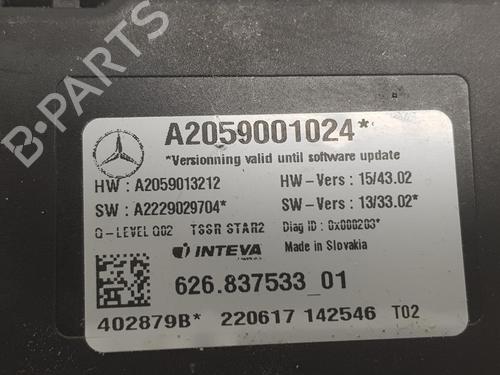 A2059001024*
*Versionning valid until software update
HW : A2059013212 HW-Vers : 15/43.02
SW : A2229029704* SW-Vers : 13/33.02*
Q-LEVEL Q02 TSSR STAR2 Diag ID : 0x000203*
INTEVA Made in Slovakia
626.837533_01
402879B* 220617 142546 T02
B-PARTS